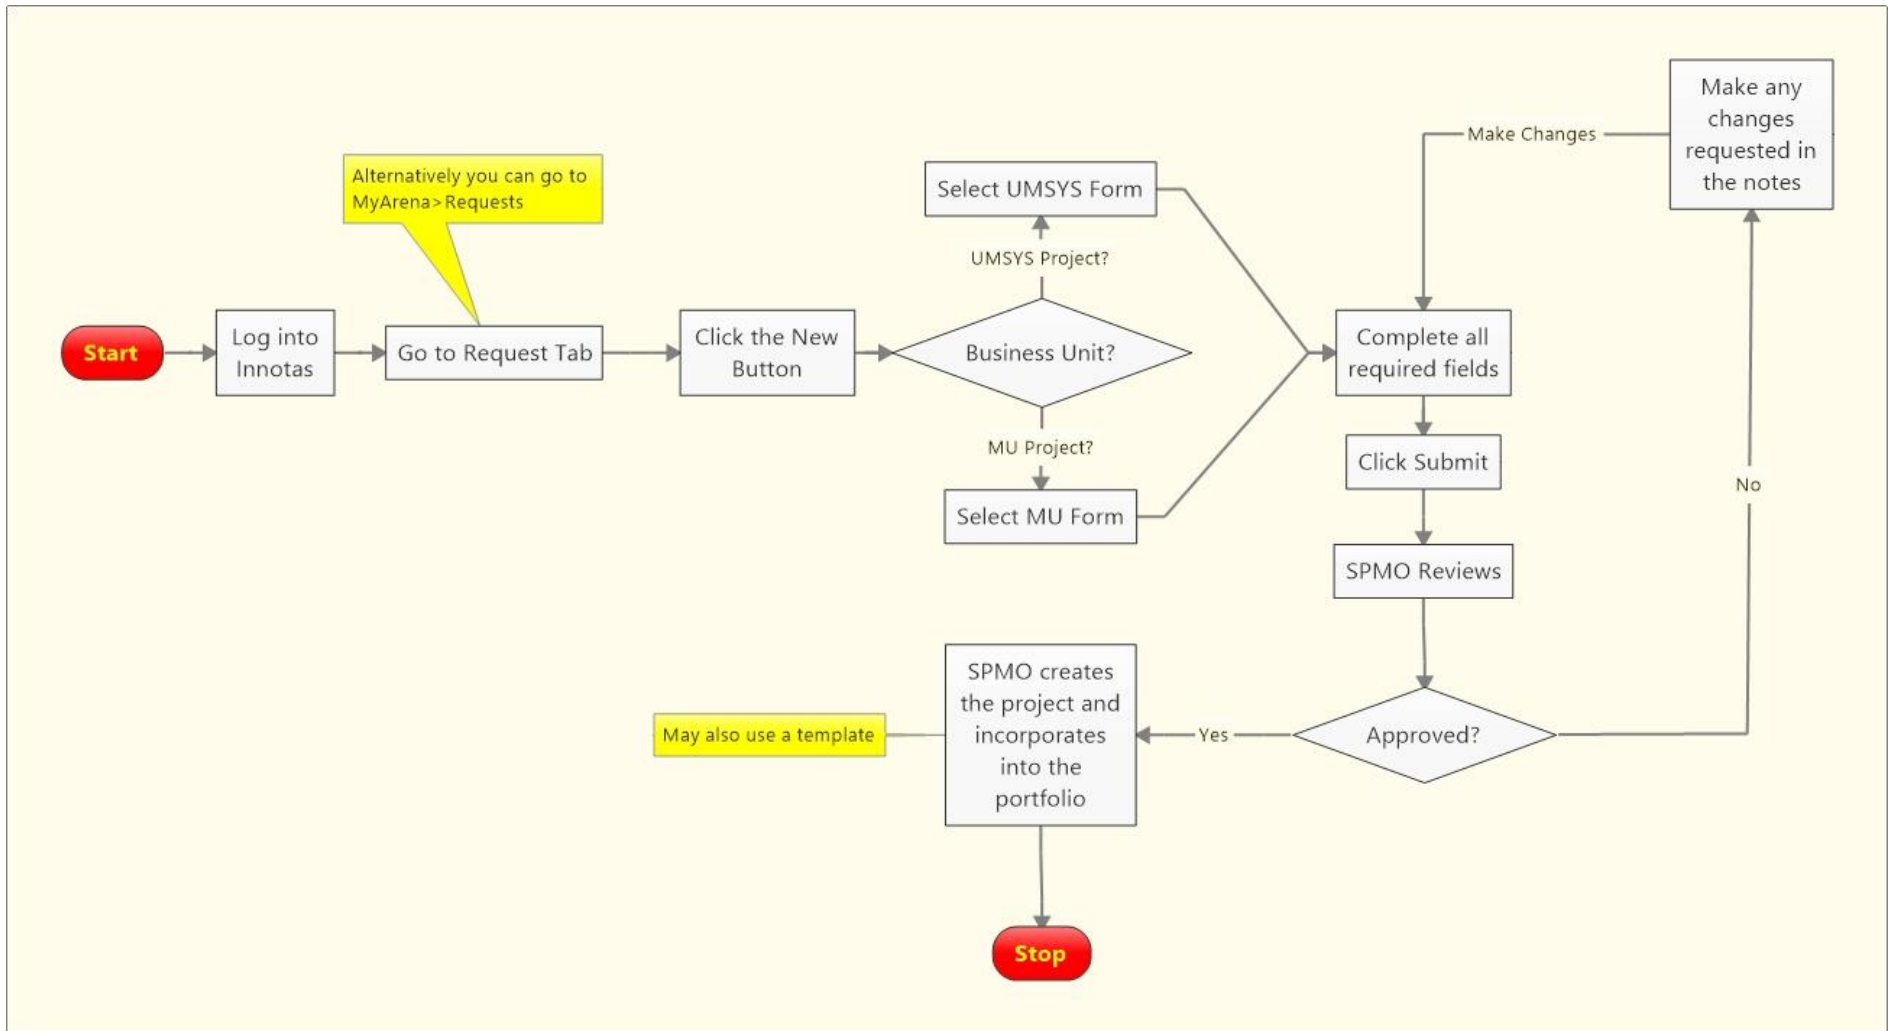 Start
Log into
Innotas
Alternatively you can go to
MyArena>Requests
Go to Request Tab
Click the New
Button
Business Unit?
UMSYS Project?
Select UMSYS Form
MU Project?
Select MU Form
Complete all
required fields
Click Submit
SPMO Reviews
Approved?
No
Make any
changes
requested in
the notes
Make Changes
Yes
SPMO creates
the project and
incorporates
into the
portfolio
May also use a template
Stop